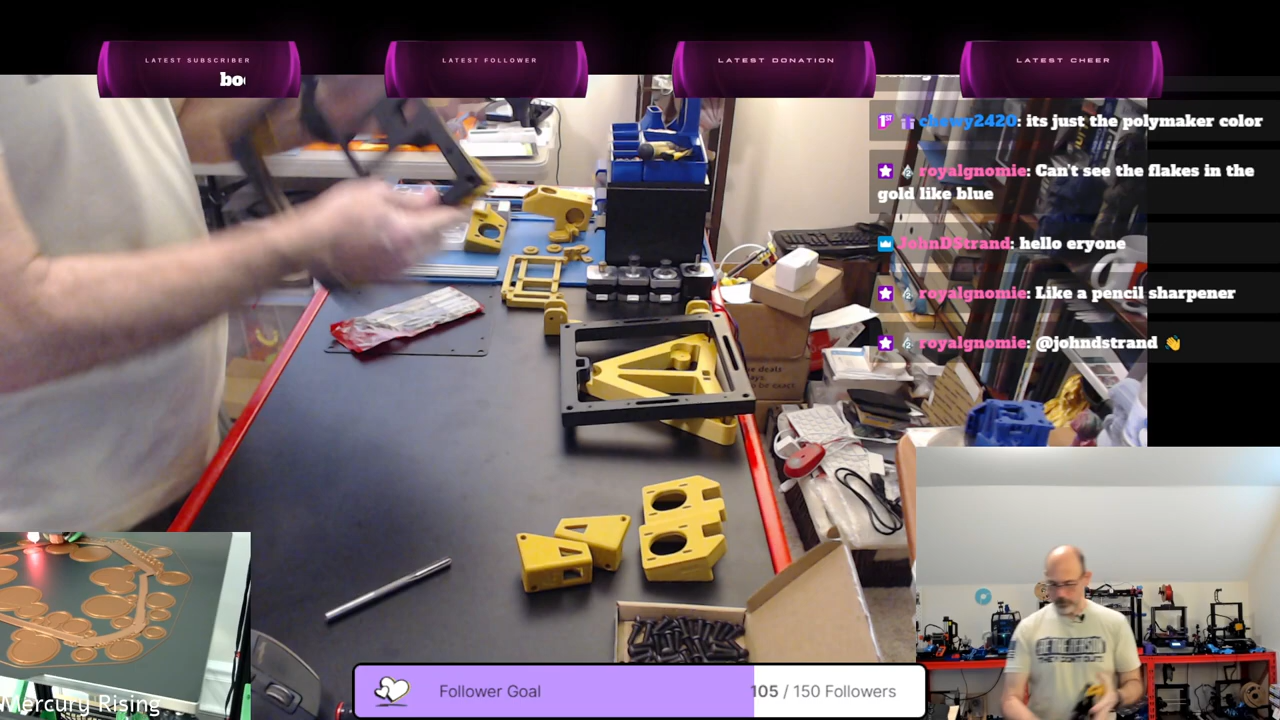 LATEST SUBSCRIBER
LATEST FOLLOWER
LATEST DONATION
LATEST CHEER
chewy2420: its just the polymaker color
royalgnomie: Can't see the flakes in the
gold like blue
JohnDStrand: hello eryone
royalgnomie: Like a pencil sharpener
royalgnomie: @johndstrand 👋
Follower Goal
105 / 150 Followers
Mercury Rising